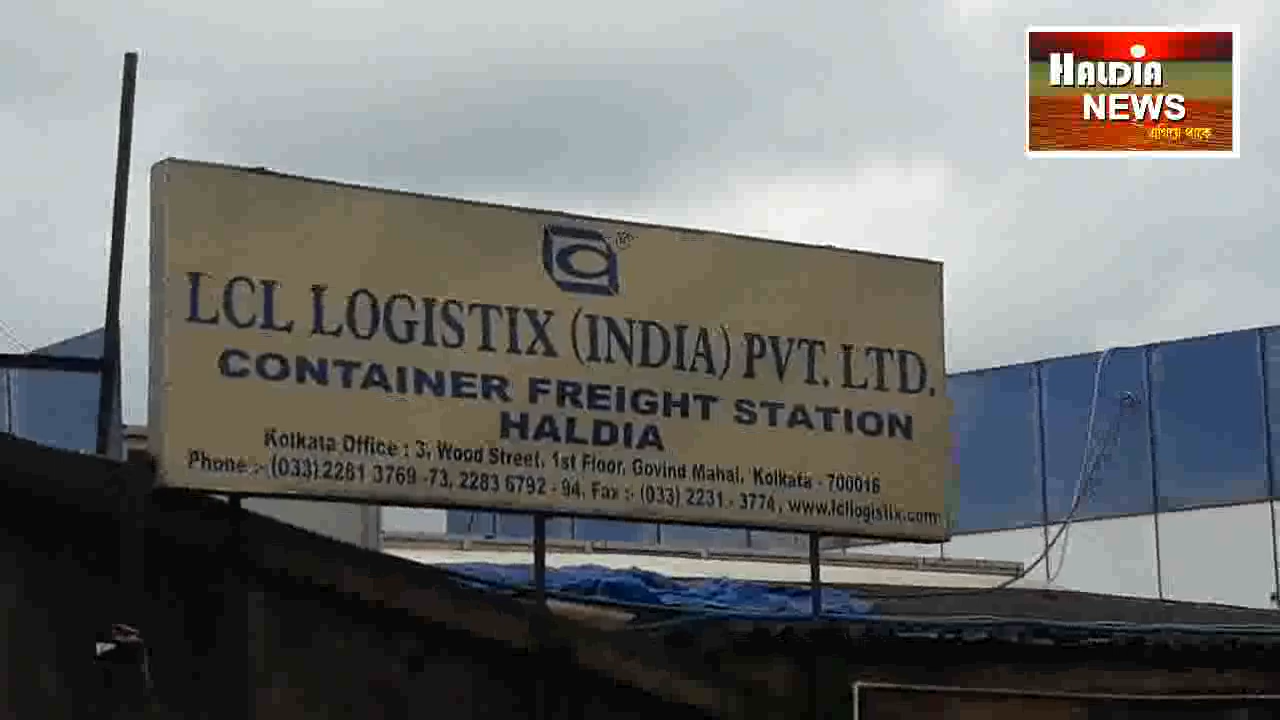 HALDIA
NEWS
এগিয়ে থাকে
LCL LOGISTIX (INDIA) PVT. LTD.
CONTAINER FREIGHT STATION
HALDIA
Kolkata Office : 3, Wood Street, 1st Floor, Govind Mahal, Kolkata - 700016
Phone :- (033) 2281 3769 -73, 2283 6792 - 94, Fax :- (033) 2231 - 3774, www.lcllogistix.com